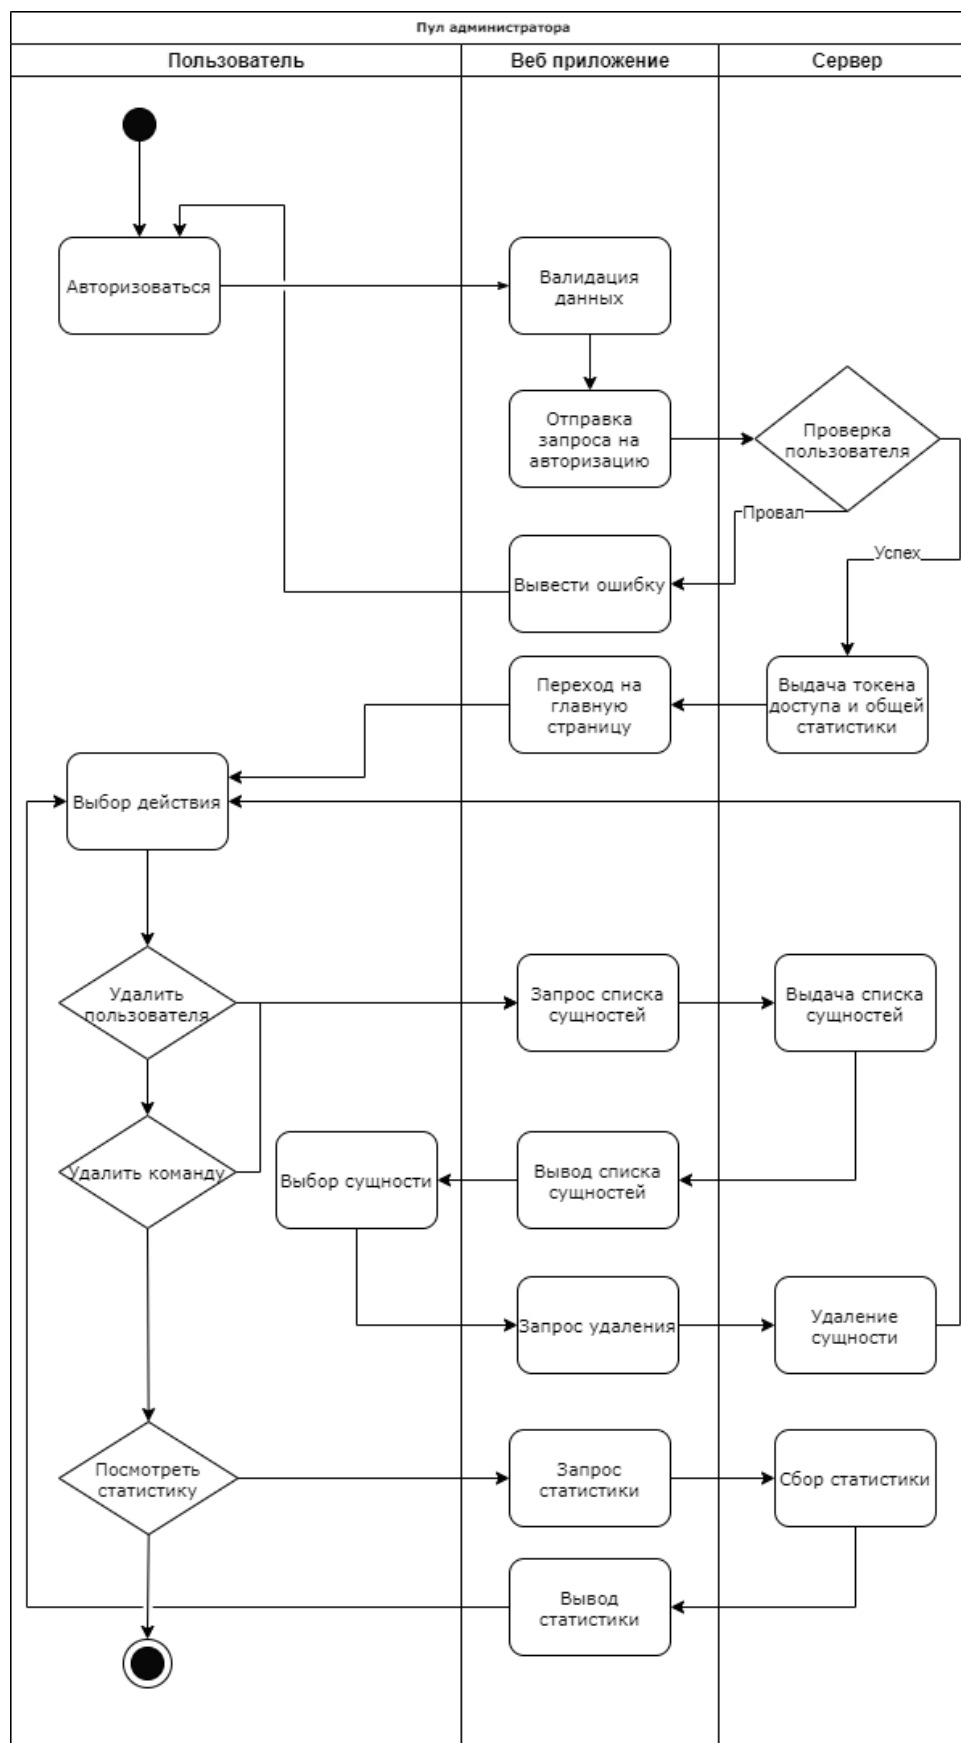 Пул администратора
Пользователь
Веб приложение
Сервер
Авторизоваться
Валидация
данных
Отправка
запроса на
авторизацию
Проверка
пользователя
Провал
Успех
Вывести ошибку
Переход на
главную
страницу
Выдача токена
доступа и общей
статистики
Выбор действия
Удалить
пользователя
Запрос списка
сущностей
Выдача списка
сущностей
Удалить команду
Выбор сущности
Вывод списка
сущностей
Запрос удаления
Удаление
сущности
Посмотреть
статистику
Запрос
статистики
Сбор статистики
Вывод
статистики